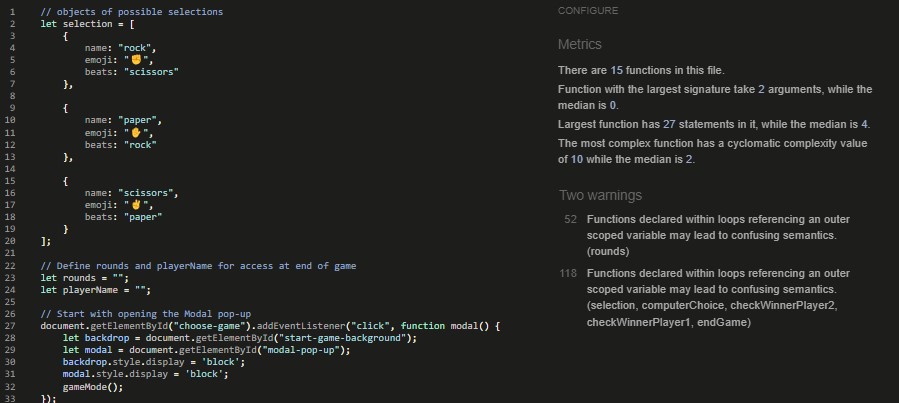 1 // objects of possible selections
2 let selection = [
3 {
4 name: "rock",
5 emoji: "✊",
6 beats: "scissors"
7 },
8
9 {
10 name: "paper",
11 emoji: "✋",
12 beats: "rock"
13 },
14
15 {
16 name: "scissors",
17 emoji: "✌",
18 beats: "paper"
19 }
20 ];
21
22 // Define rounds and playerName for access at end of game
23 let rounds = "";
24 let playerName = "";
25
26 // Start with opening the Modal pop-up
27 document.getElementById("choose-game").addEventListener("click", function modal() {
28 let backdrop = document.getElementById("start-game-background");
29 let modal = document.getElementById("modal-pop-up");
30 backdrop.style.display = 'block';
31 modal.style.display = 'block';
32 gameMode();
33 });
CONFIGURE
Metrics
There are 15 functions in this file.
Function with the largest signature take 2 arguments, while the
median is 0.
Largest function has 27 statements in it, while the median is 4.
The most complex function has a cyclomatic complexity value
of 10 while the median is 2.
Two warnings
52 Functions declared within loops referencing an outer
scoped variable may lead to confusing semantics.
(rounds)
118 Functions declared within loops referencing an outer
scoped variable may lead to confusing semantics.
(selection, computerChoice, checkWinnerPlayer2,
checkWinnerPlayer1, endGame)